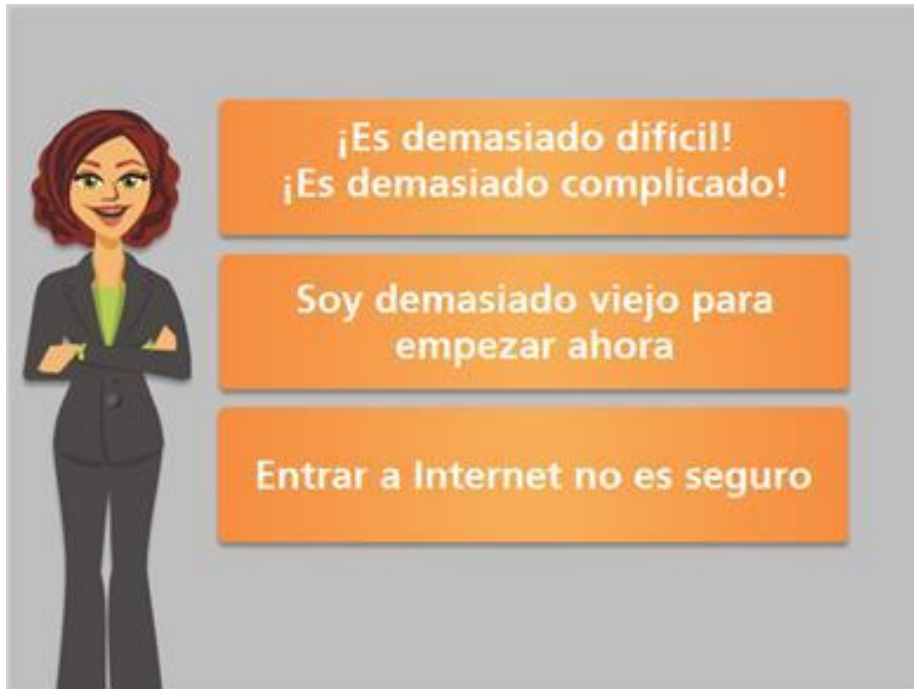 ¡Es demasiado difícil!
¡Es demasiado complicado!
Soy demasiado viejo para
empezar ahora
Entrar a Internet no es seguro